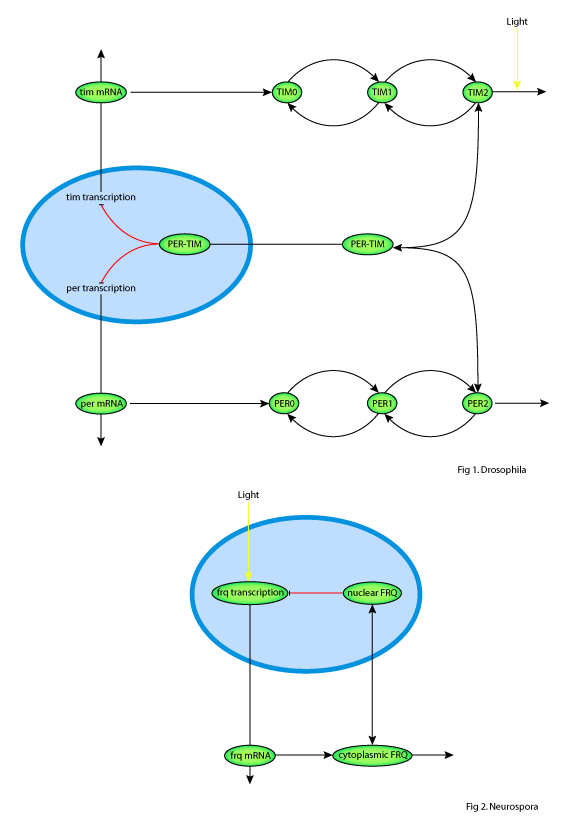 Light
tim mRNA
TIM0
TIM1
TIM2
tim transcription
PER-TIM
PER-TIM
per transcription
per mRNA
PER0
PER1
PER2
Fig 1. Drosophila
Light
frq transcription
nuclear FRQ
frq mRNA
cytoplasmic FRQ
Fig 2. Neurospora